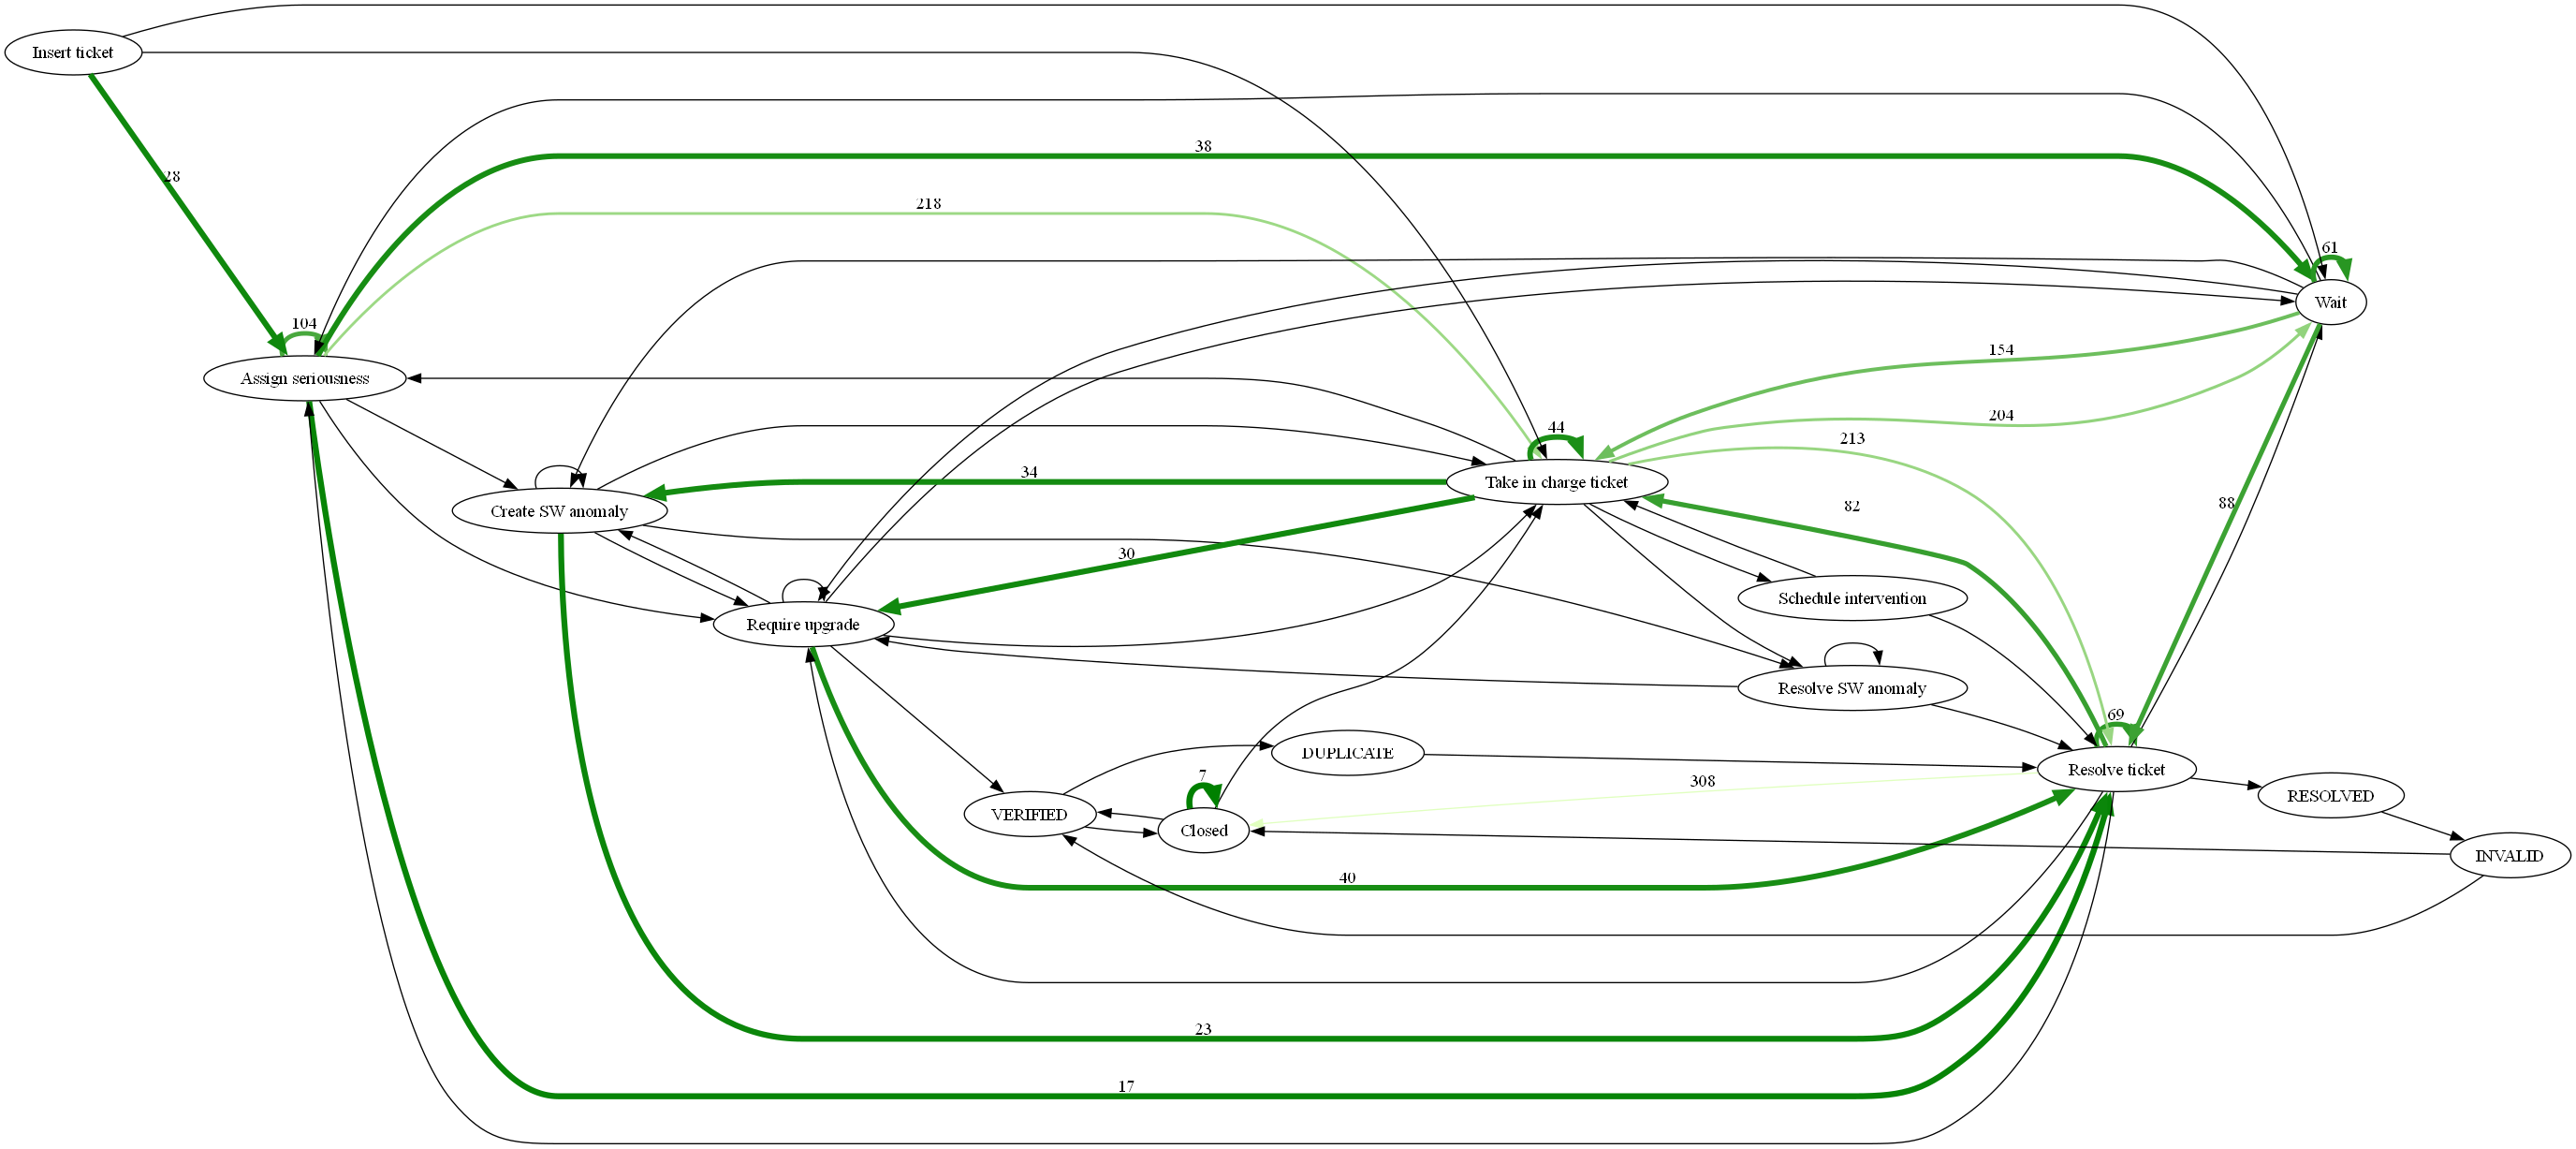 Insert ticket
38
28
218
61
Wait
104
154
Assign seriousness
204
44
213
34
Take in charge ticket
82
88
Create SW anomaly
30
Schedule intervention
Require upgrade
Resolve SW anomaly
69
DUPLICATE
7
308
Resolve ticket
RESOLVED
VERIFIED
Closed
INVALID
40
23
17